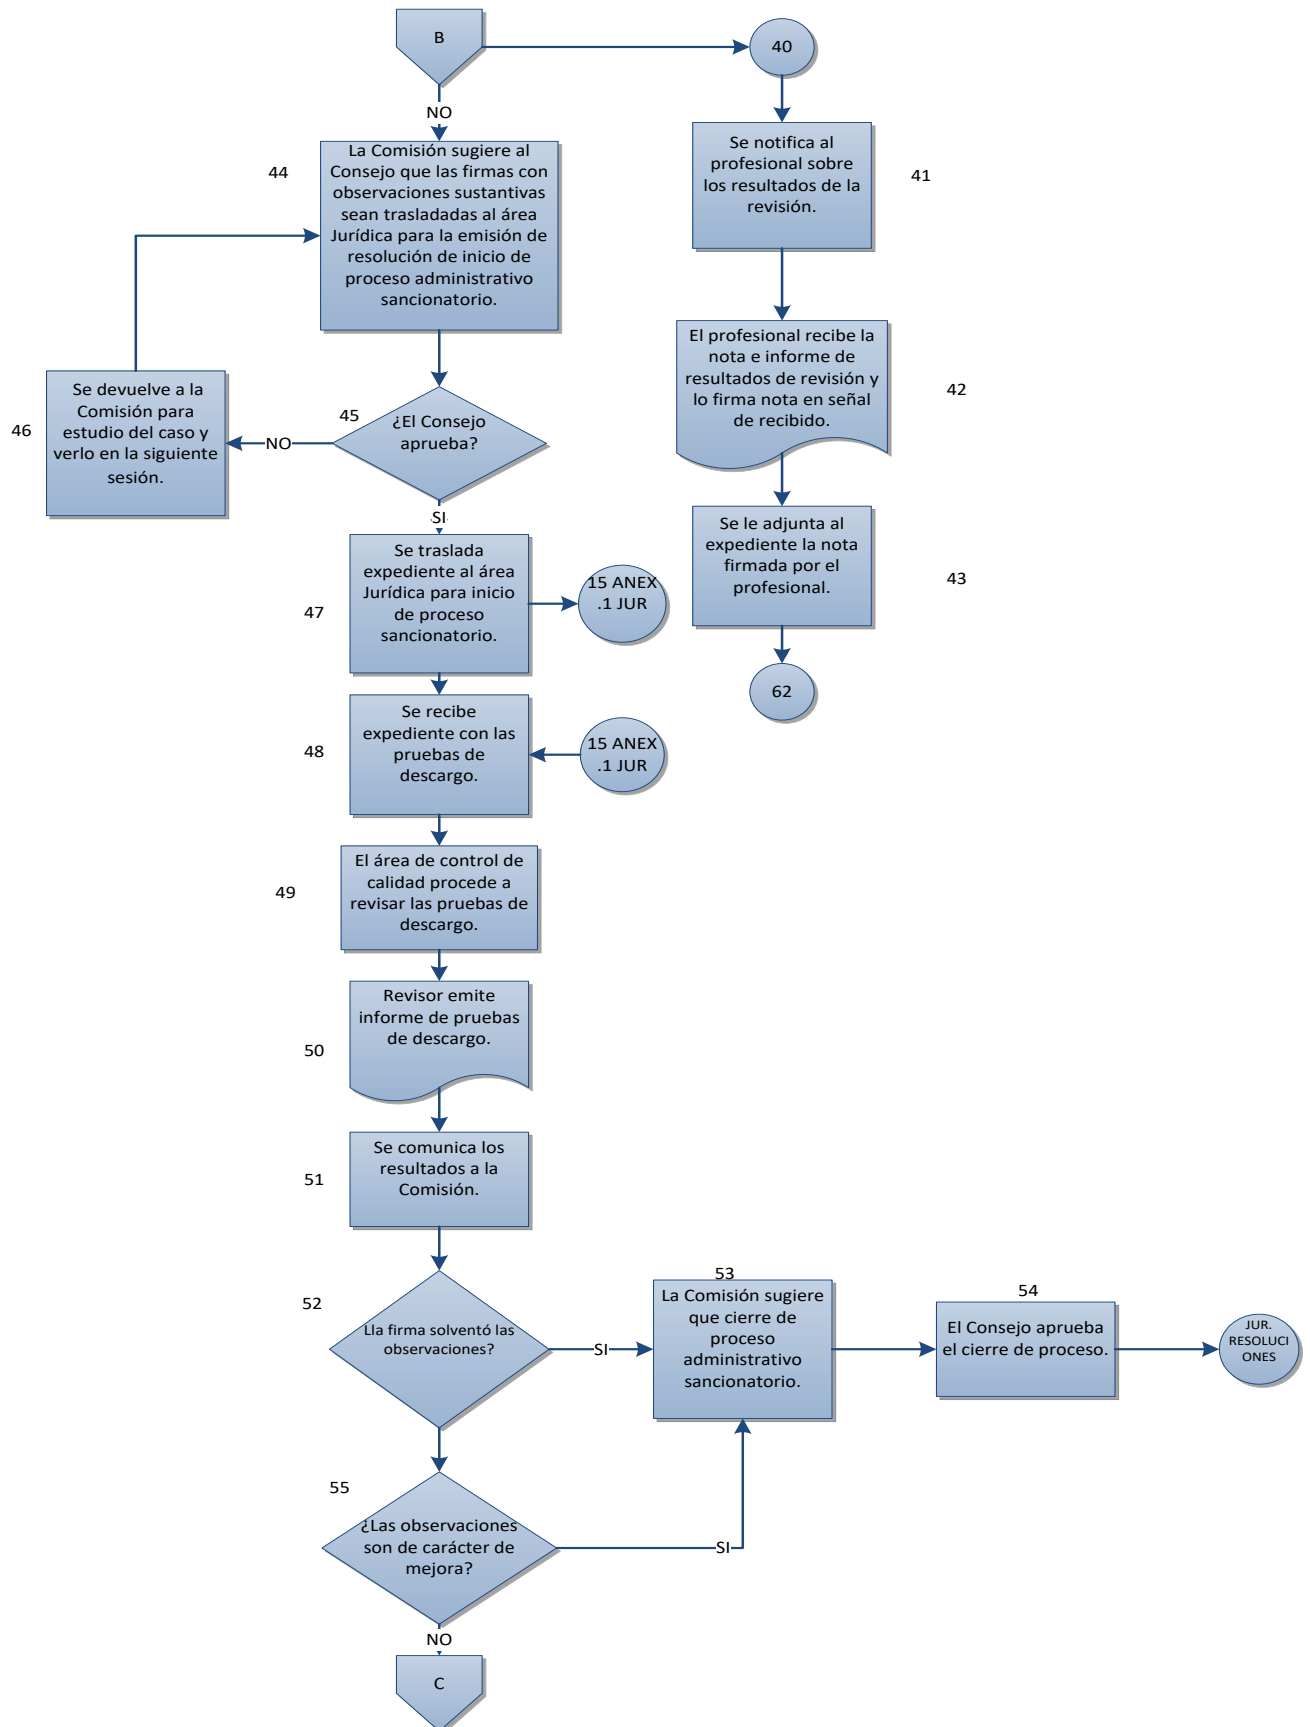 B
40
NO
44
La Comisión sugiere al
Consejo que las firmas con
observaciones sustantivas
sean trasladadas al área
Jurídica para la emisión de
resolución de inicio de
proceso administrativo
sancionatorio.
Se notifica al
profesional sobre
los resultados de la
revisión.
41
El profesional recibe la
nota e informe de
resultados de revisión y
lo firma nota en señal
de recibido.
42
46
Se devuelve a la
Comisión para
estudio del caso y
verlo en la siguiente
sesión.
NO
45
¿El Consejo
aprueba?
SI
Se le adjunta al
expediente la nota
firmada por el
profesional.
43
47
Se traslada
expediente al área
Jurídica para inicio
de proceso
sancionatorio.
15 ANEX
.1 JUR
62
48
Se recibe
expediente con las
pruebas de
descargo.
15 ANEX
.1 JUR
49
El área de control de
calidad procede a
revisar las pruebas de
descargo.
50
Revisor emite
informe de pruebas
de descargo.
51
Se comunica los
resultados a la
Comisión.
52
Lla firma solventó las
observaciones?
SI
53
La Comisión sugiere
que cierre de
proceso
administrativo
sancionatorio.
54
El Consejo aprueba
el cierre de proceso.
JUR.
RESOLUCI
ONES
55
¿Las observaciones
son de carácter de
mejora?
SI
NO
C